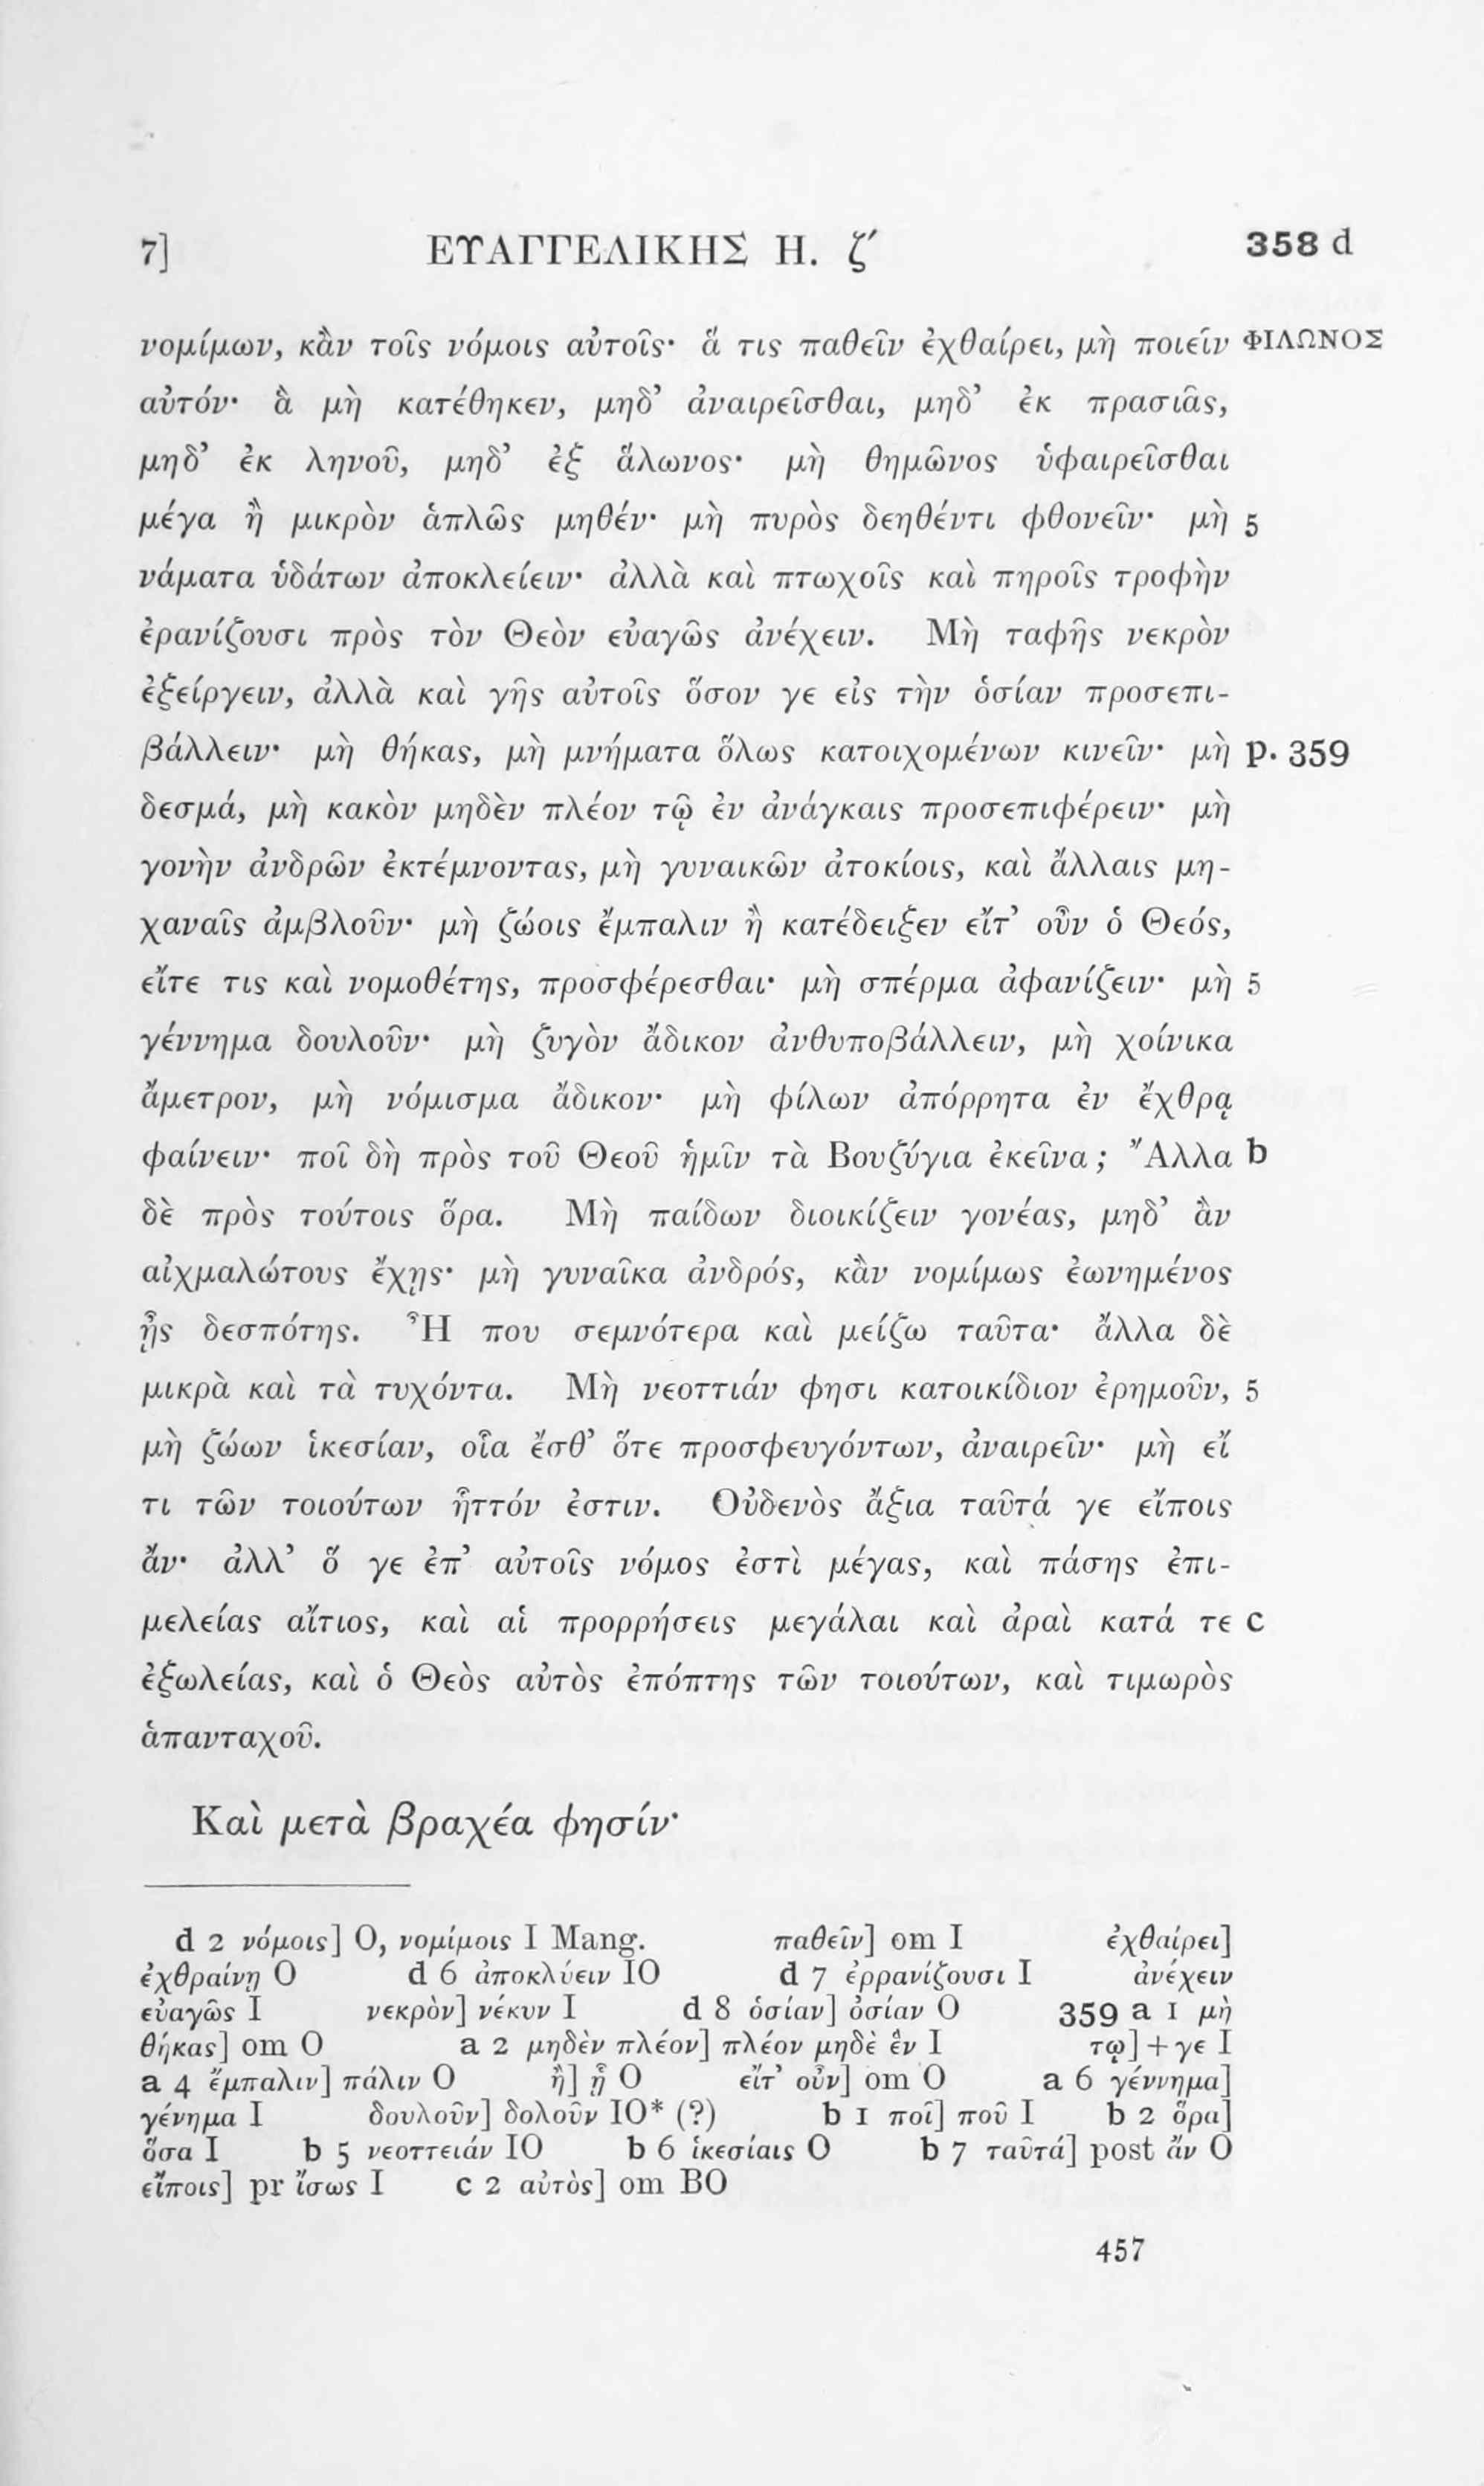 7] ΕΥΑΓΓΕΛΙΚΗΣ Η. ζ′ 358 d
νομίμων, κἂν τοῖς νόμοις αὐτοῖς· ἅ τις παθεῖν ἐχθαίρει, μὴ ποιεῖν ΦΙΛΩΝΟΣ
αὐτόν· ἃ μὴ κατέθηκεν, μηδ’ ἀναιρεῖσθαι, μηδ’ ἐκ πρασιᾶς,
μηδ’ ἐκ ληνοῦ, μηδ’ ἐξ ἅλωνος· μὴ θημῶνος ὑφαιρεῖσθαι
μέγα ἢ μικρὸν ἁπλῶς μηθέν· μὴ πυρὸς δεηθέντι φθονεῖν· μὴ 5
νάματα ὑδάτων ἀποκλείειν· ἀλλὰ καὶ πτωχοῖς καὶ πηροῖς τροφὴν
ἐρανίζουσι πρὸς τὸν Θεὸν εὐαγῶς ἀνέχειν. Μὴ ταφῆς νεκρὸν
ἐξείργειν, ἀλλὰ καὶ γῆς αὐτοῖς ὅσον γε εἰς τὴν ὁσίαν προσεπι-
βάλλειν· μὴ θήκας, μὴ μνήματα ὅλως κατοιχομένων κινεῖν· μὴ p. 359
δεσμά, μὴ κακὸν μηδὲν πλέον τῷ ἐν ἀνάγκαις προσεπιφέρειν· μὴ
γονὴν ἀνδρῶν ἐκτέμνοντας, μὴ γυναικῶν ἀτοκίοις, καὶ ἄλλαις μη-
χαναῖς ἀμβλοῦν· μὴ ζώοις ἔμπαλιν ἢ κατέδειξεν εἴτ’ οὖν ὁ Θεός,
εἴτε τις καὶ νομοθέτης, προσφέρεσθαι· μὴ σπέρμα ἀφανίζειν· μὴ 5
γέννημα δουλοῦν· μὴ ζυγὸν ἄδικον ἀνθυποβάλλειν, μὴ χοίνικα
ἄμετρον, μὴ νόμισμα ἄδικον· μὴ φίλων ἀπόρρητα ἐν ἔχθρᾳ
φαίνειν· ποῖ δὴ πρὸς τοῦ Θεοῦ ἡμῖν τὰ Βουζύγια ἐκεῖνα; Ἄλλα b
δὲ πρὸς τούτοις ὅρα. Μὴ παίδων διοικίζειν γονέας, μηδ’ ἂν
αἰχμαλώτους ἔχῃς· μὴ γυναῖκα ἀνδρός, κἂν νομίμως ἐωνημένος
ᾖς δεσπότης. Ἦ που σεμνότερα καὶ μείζω ταῦτα· ἄλλα δὲ
μικρὰ καὶ τὰ τυχόντα. Μὴ νεοττιάν φησι κατοικίδιον ἐρημοῦν, 5
μὴ ζώων ἱκεσίαν, οἷα ἔσθ’ ὅτε προσφευγόντων, ἀναιρεῖν· μὴ εἴ
τι τῶν τοιούτων ἧττόν ἐστιν. Οὐδενὸς ἄξια ταῦτά γε εἴποις
ἄν· ἀλλ’ ὅ γε ἐπ’ αὐτοῖς νόμος ἐστὶ μέγας, καὶ πάσης ἐπι-
μελείας αἴτιος, καὶ αἱ προρρήσεις μεγάλαι καὶ ἀραὶ κατά τε c
ἐξωλείας, καὶ ὁ Θεὸς αὐτὸς ἐπόπτης τῶν τοιούτων, καὶ τιμωρὸς
ἁπανταχοῦ.
Καὶ μετὰ βραχέα φησίν·
d 2 νόμοις] O, νομίμοις I Mang. παθεῖν] om I ἐχθαίρει]
ἐχθραίνῃ O d 6 ἀποκλύειν IO d 7 ἐρρανίζουσι I ἀνέχειν
εὐαγῶς I νεκρὸν] νέκυν I d 8 ὁσίαν] ὀσίαν O 359 a 1 μὴ
θήκας] om O a 2 μηδὲν πλέον] πλέον μηδὲ ἓν I τῳ] + γε I
a 4 ἔμπαλιν] πάλιν O ἢ] ᾗ O εἴτ’ οὖν] om O a 6 γέννημα]
γένημα I δουλοῦν] δολοῦν IO* (?) b 1 ποῖ] ποῦ I b 2 ὅρα]
ὅσα I b 5 νεοττειάν IO b 6 ἱκεσίαις O b 7 ταῦτά] post ἄν O
εἴποις] pr ἴσως I c 2 αὐτὸς] om BO
457